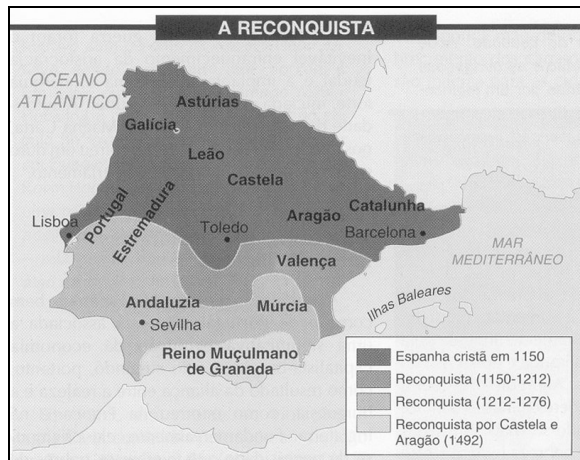 A RECONQUISTA
OCEANO
ATLÂNTICO
Astúrias
Galícia
Leão
Castela
Aragão
Catalunha
Barcelona
Portugal
Estremadura
Lisboa
Toledo
Valença
MAR
MEDITERRÂNEO
Andaluzia
Múrcia
Ilhas Baleares
Sevilha
Reino Muçulmano
de Granada
Espanha cristã em 1150
Reconquista (1150-1212)
Reconquista (1212-1276)
Reconquista por Castela e
Aragão (1492)